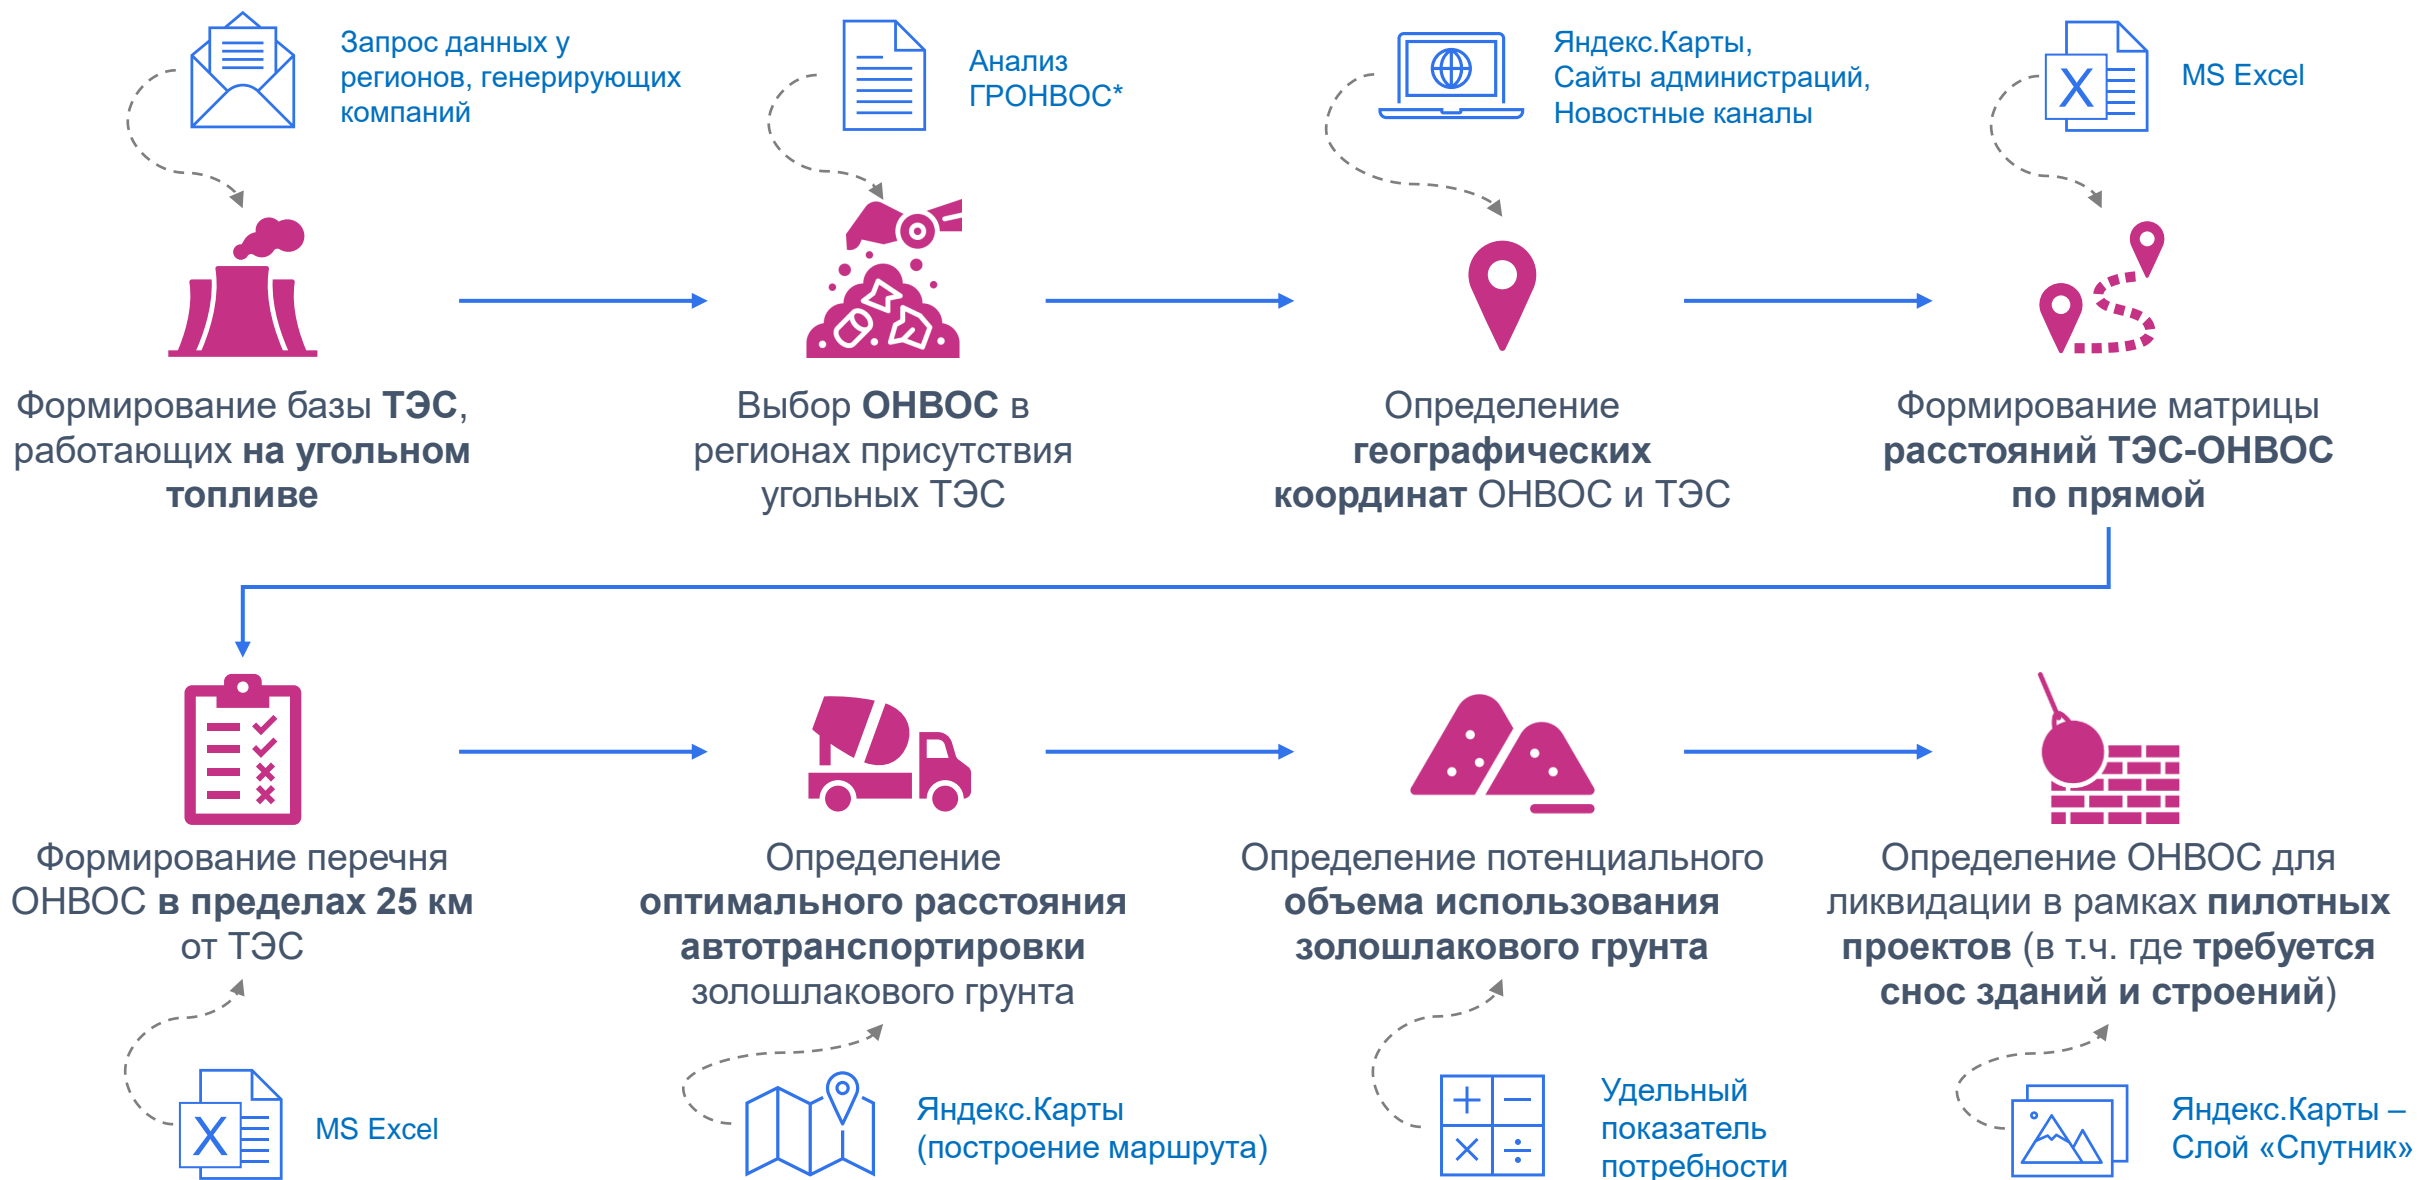 Запрос данных у
регионов, генерирующих
компаний
Анализ
ГРОНВОС*
Яндекс.Карты,
Сайты администраций,
Новостные каналы
X
MS Excel
Формирование базы ТЭС,
работающих на угольном
топливе
Выбор ОНВОС в
регионах присутствия
угольных ТЭС
Определение
географических
координат ОНВОС и ТЭС
Формирование матрицы
расстояний ТЭС-ОНВОС
по прямой
Формирование перечня
ОНВОС в пределах 25 км
от ТЭС
Определение
оптимального расстояния
автотранспортировки
золошлакового грунта
Определение потенциального
объема использования
золошлакового грунта
Определение ОНВОС для
ликвидации в рамках пилотных
проектов (в т.ч. где требуется
снос зданий и строений)
X
MS Excel
Яндекс.Карты
(построение маршрута)
Удельный
показатель
потребности
Яндекс.Карты –
Слой «Спутник»